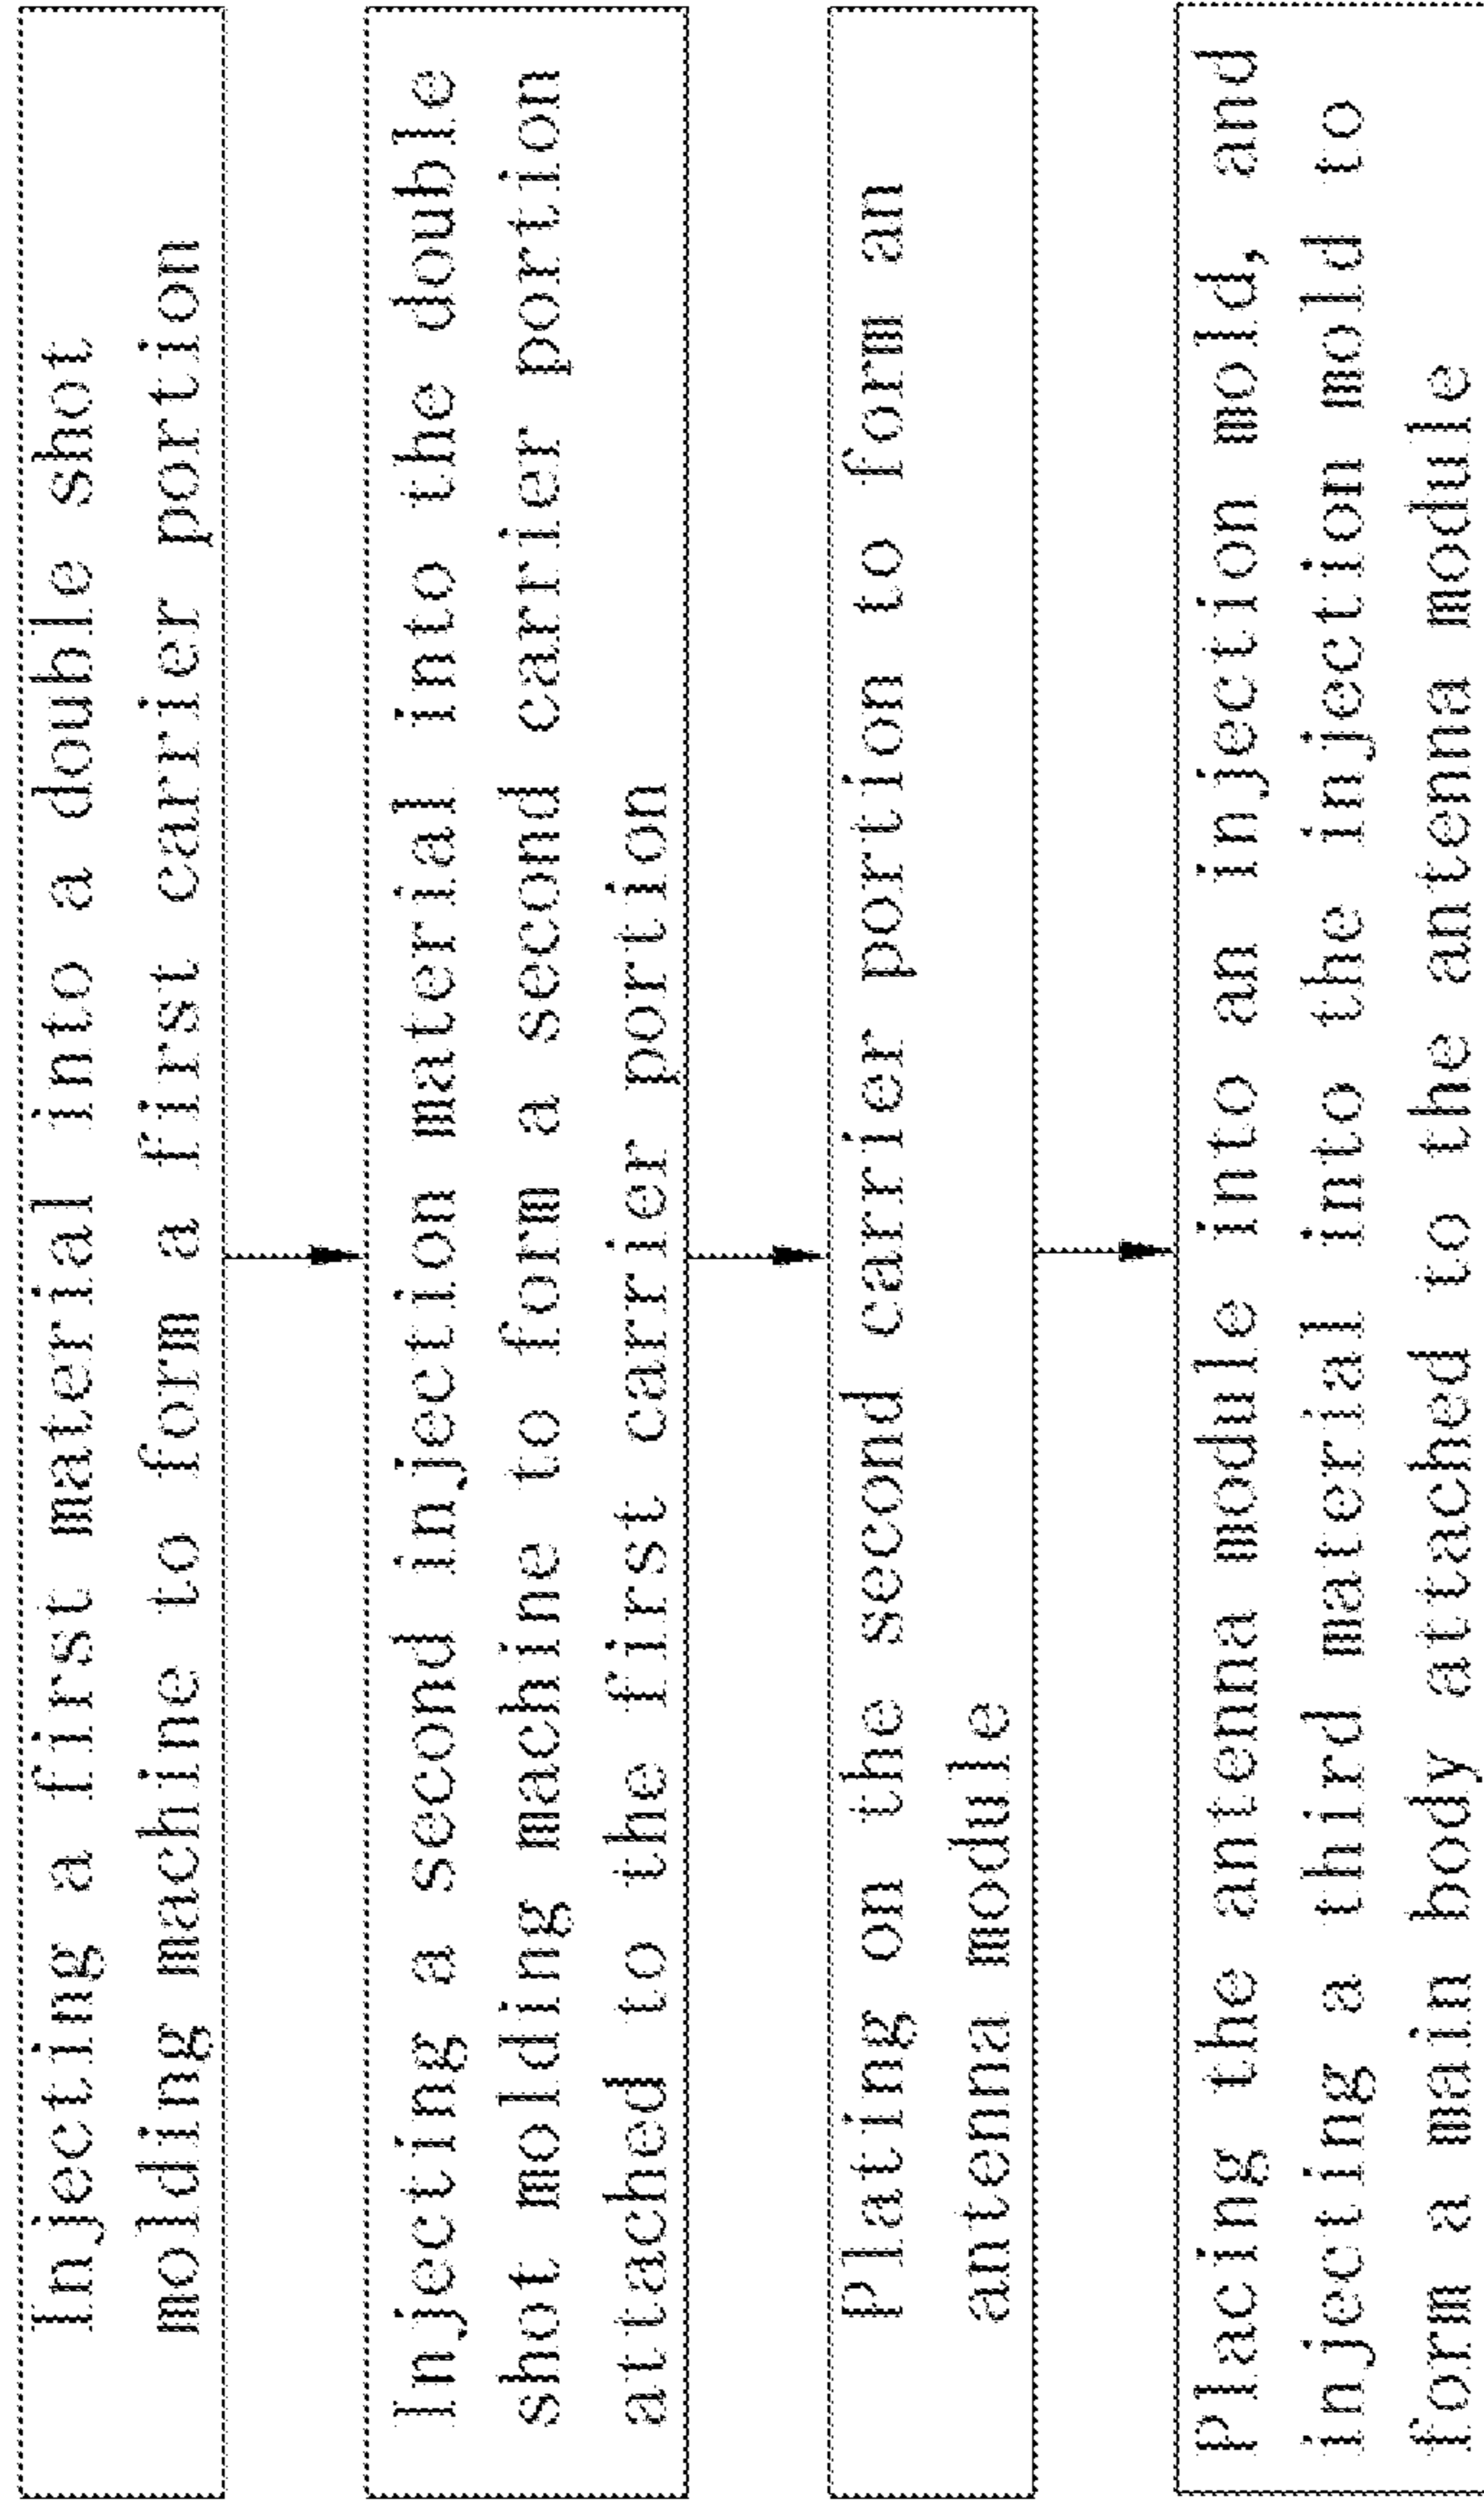 Injecting a first material into a double shot
molding machine to form a first carrier portion
Injecting a second injection material into the double
shot molding machine to form a second carrier portion
attached to the first carrier portion
Plating on the second carrier portion to form an
antenna module
Placing the antenna module into an injection mold, and
injecting a third material into the injection mold to
form a main body attached to the antenna module